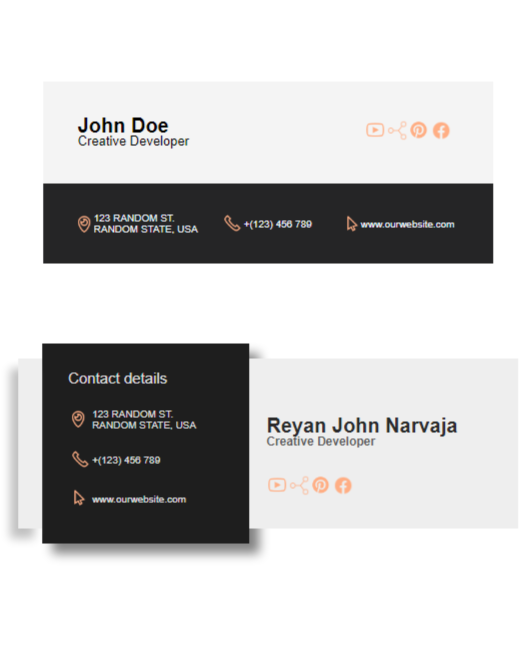 John Doe
Creative Developer
123 RANDOM ST.
RANDOM STATE, USA
+(123) 456 789
www.ourwebsite.com
Contact details
123 RANDOM ST.
RANDOM STATE, USA
+(123) 456 789
www.ourwebsite.com
Reyan John Narvaja
Creative Developer